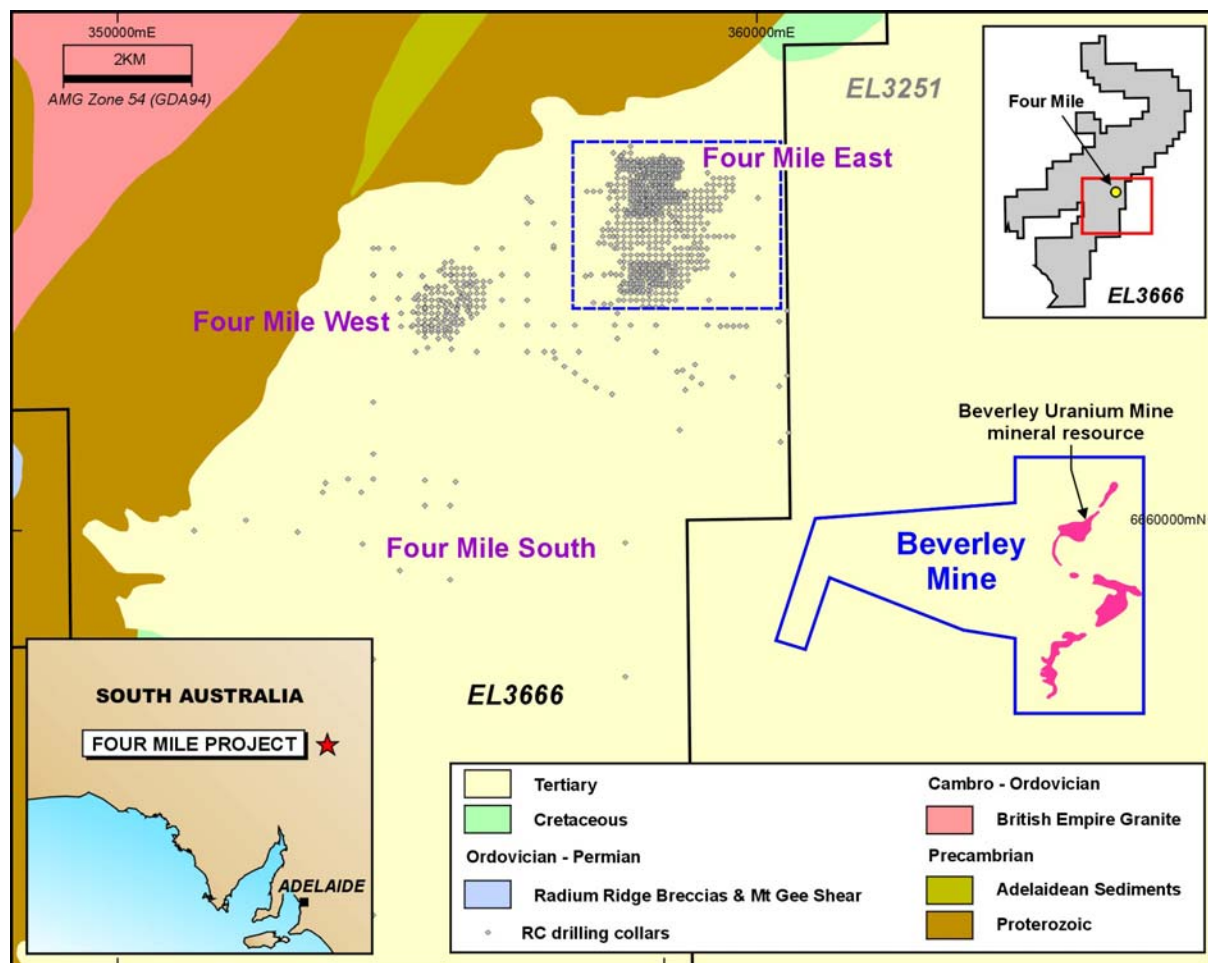 350000mE
360000mE
2KM
AMG Zone 54 (GDA94)
EL3251
Four Mile
EL3666
Four Mile East
Four Mile West
Beverley Uranium Mine
mineral resource
6660000mN
Four Mile South
Beverley
Mine
EL3666
SOUTH AUSTRALIA
FOUR MILE PROJECT
ADELAIDE
Tertiary
Cretaceous
Ordovician - Permian
Radium Ridge Breccias & Mt Gee Shear
RC drilling collars
Cambro - Ordovician
British Empire Granite
Precambrian
Adelaidean Sediments
Proterozoic